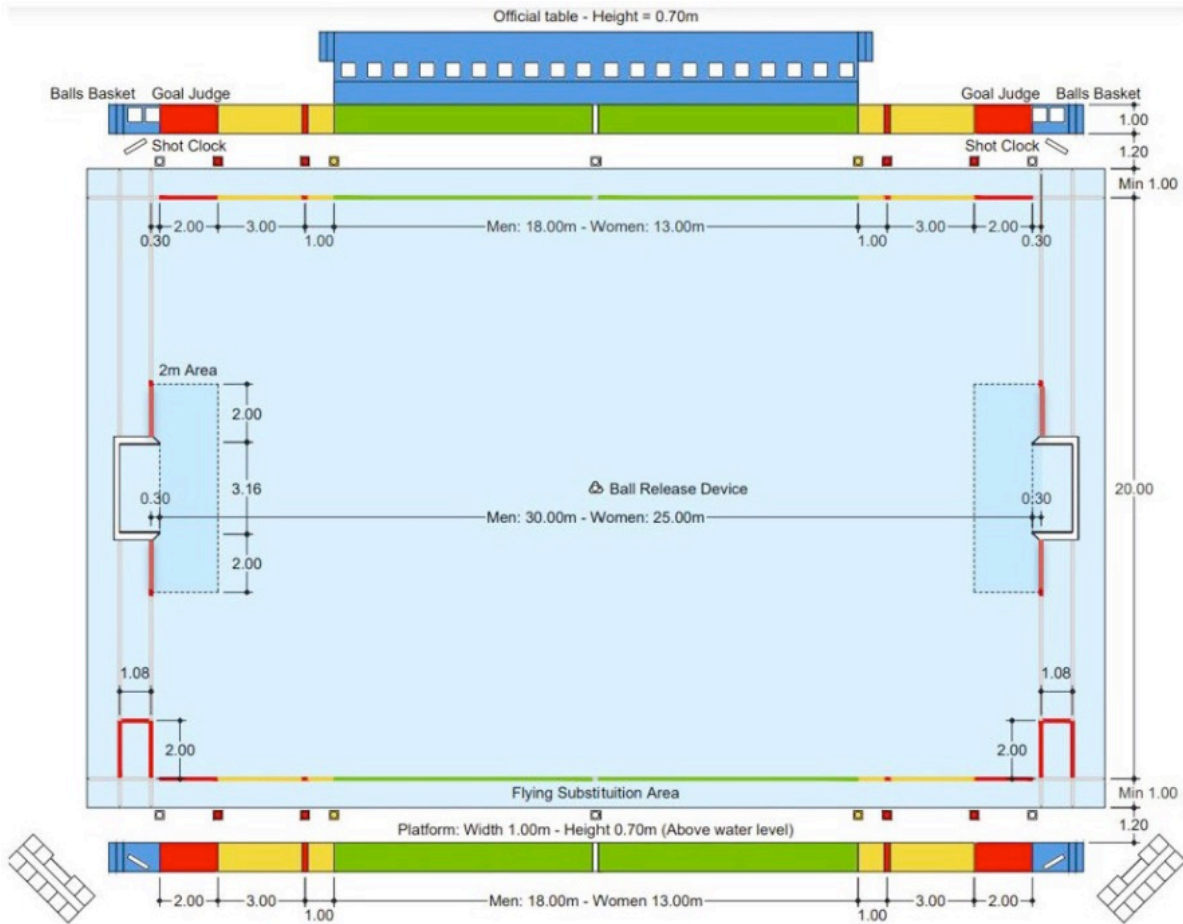 Official table - Height = 0.70m
Balls Basket Goal Judge Goal Judge Balls Basket
1.00
Shot Clock Shot Clock
1.20
Min 1.00
2.00 3.00 Men: 18.00m - Women: 13.00m 3.00 2.00
0.30 1.00 1.00 0.30
2m Area
2.00
3.16 Ball Release Device 20.00
0.30 0.30
Men: 30.00m - Women: 25.00m
2.00
1.08 1.08
2.00 2.00
Flying Substituition Area Min 1.00
1.20
Platform: Width 1.00m - Height 0.70m (Above water level)
2.00 3.00 Men: 18.00m - Women 13.00m 3.00 2.00
1.00 1.00